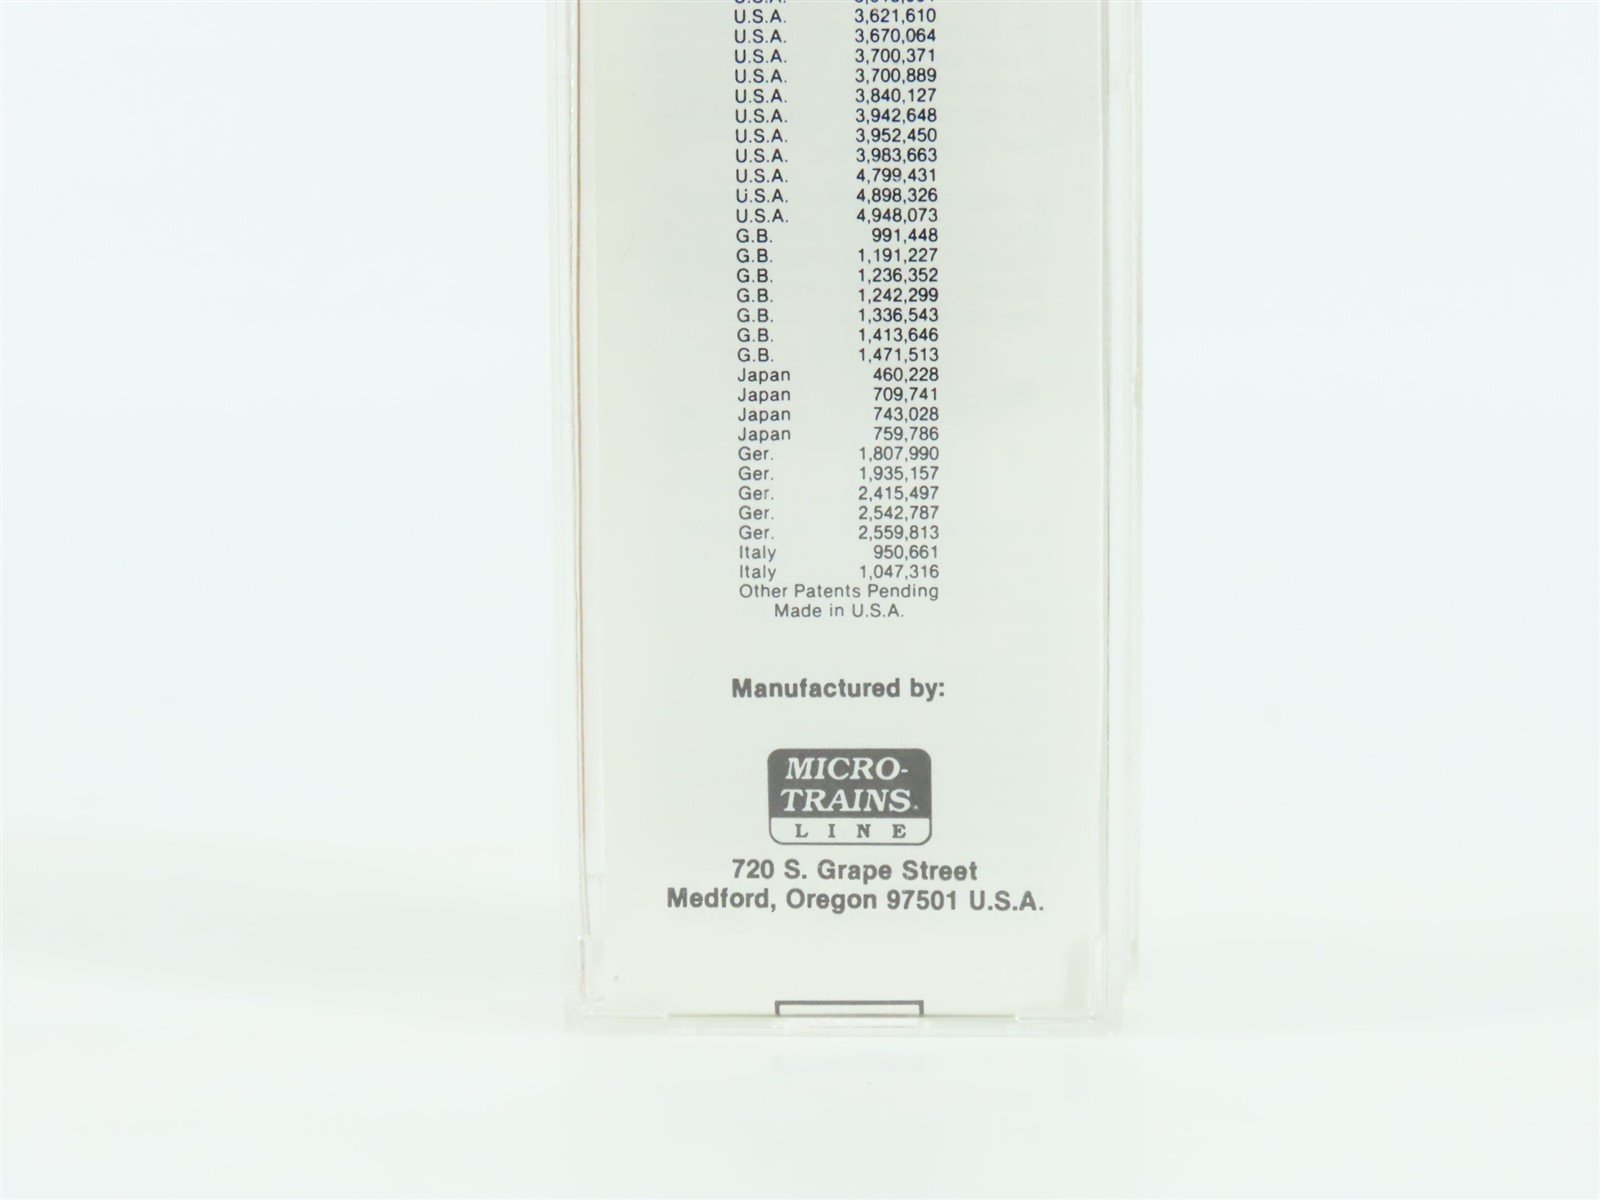 U.S.A. 3,621,610
U.S.A. 3,670,064
U.S.A. 3,700,371
U.S.A. 3,700,889
U.S.A. 3,840,127
U.S.A. 3,942,648
U.S.A. 3,952,450
U.S.A. 3,983,663
U.S.A. 4,799,431
U.S.A. 4,898,326
U.S.A. 4,948,073
G.B. 991,448
G.B. 1,191,227
G.B. 1,236,352
G.B. 1,242,299
G.B. 1,336,543
G.B. 1,413,646
G.B. 1,471,513
Japan 460,228
Japan 709,741
Japan 743,028
Japan 759,786
Ger. 1,807,990
Ger. 1,935,157
Ger. 2,415,497
Ger. 2,542,787
Ger. 2,559,813
Italy 950,661
Italy 1,047,316
Other Patents Pending
Made in U.S.A.
Manufactured by:
MICRO-
TRAINS
LINE
720 S. Grape Street
Medford, Oregon 97501 U.S.A.